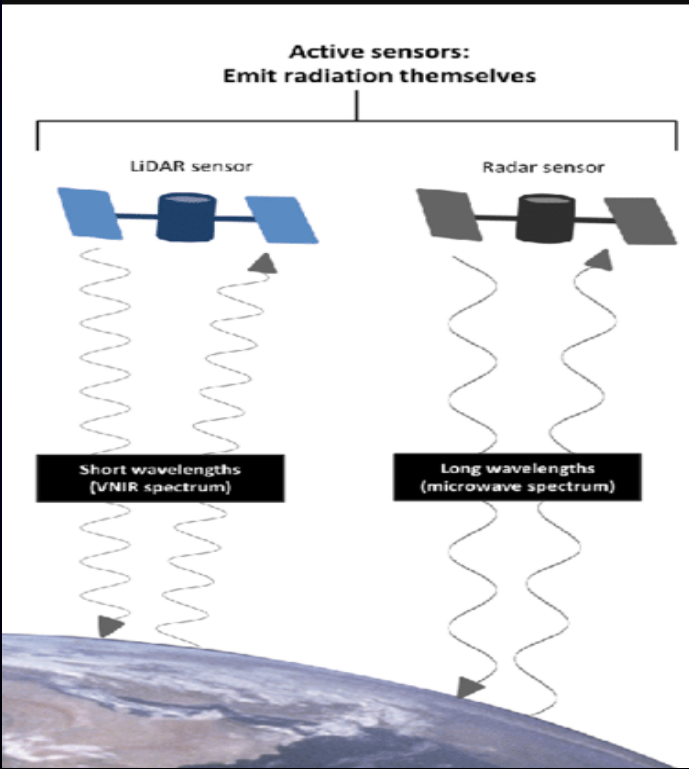 Active sensors:
Emit radiation themselves
LiDAR sensor
Radar sensor
Short wavelengths
(VNIR spectrum)
Long wavelengths
(microwave spectrum)